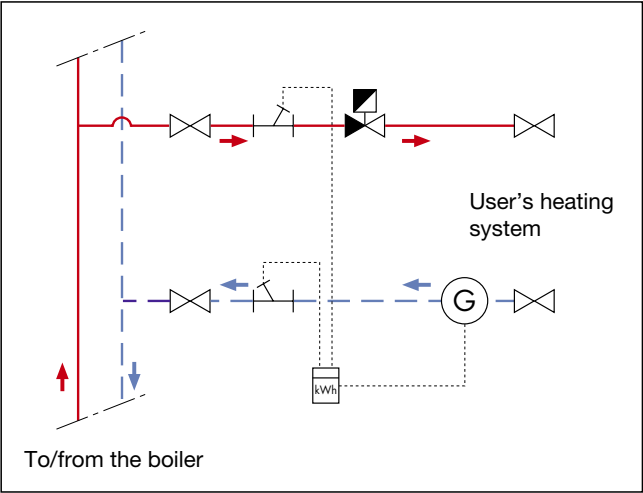 User's heating
system
G
kWh
To/from the boiler